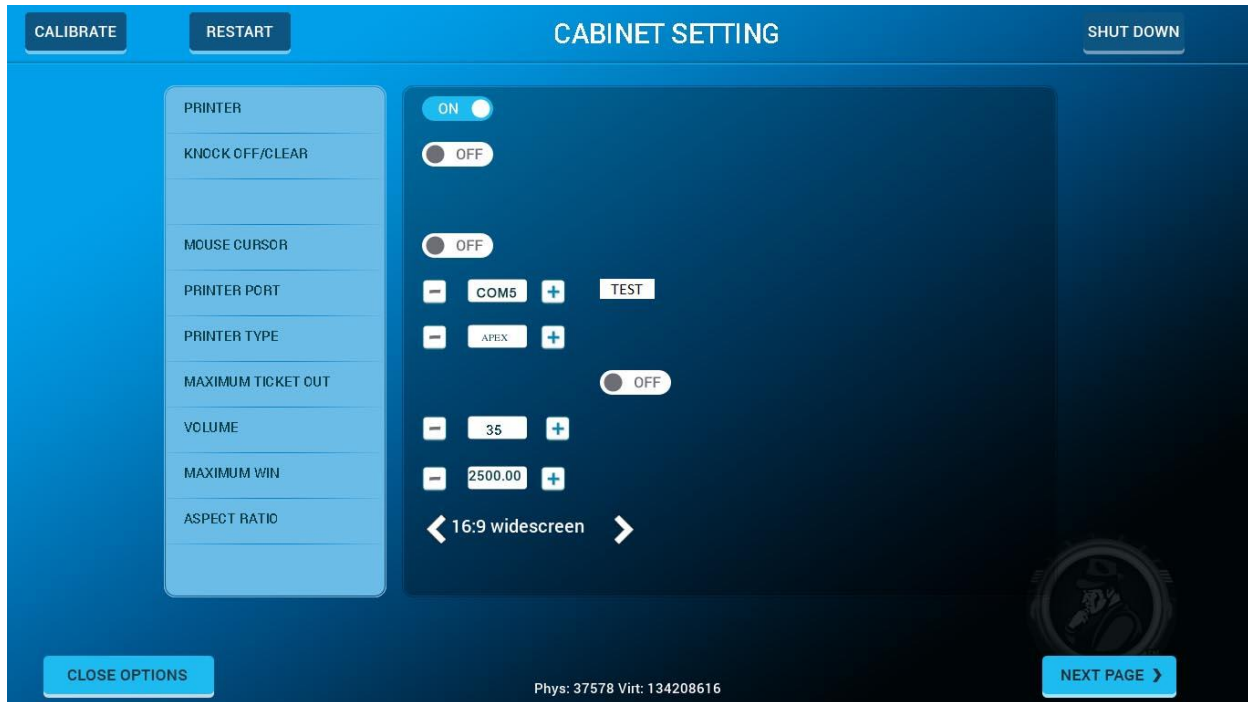 CALIBRATE RESTART CABINET SETTING SHUT DOWN
PRINTER ON
KNOCK OFF/CLEAR OFF
MOUSE CURSOR OFF
PRINTER PORT - COM5 + TEST
PRINTER TYPE - APEX +
MAXIMUM TICKET OUT OFF
VOLUME - 35 +
MAXIMUM WIN - 2500.00 +
ASPECT RATIO 16:9 widescreen
CLOSE OPTIONS Phys: 37578 Virt: 134208616 NEXT PAGE ❯